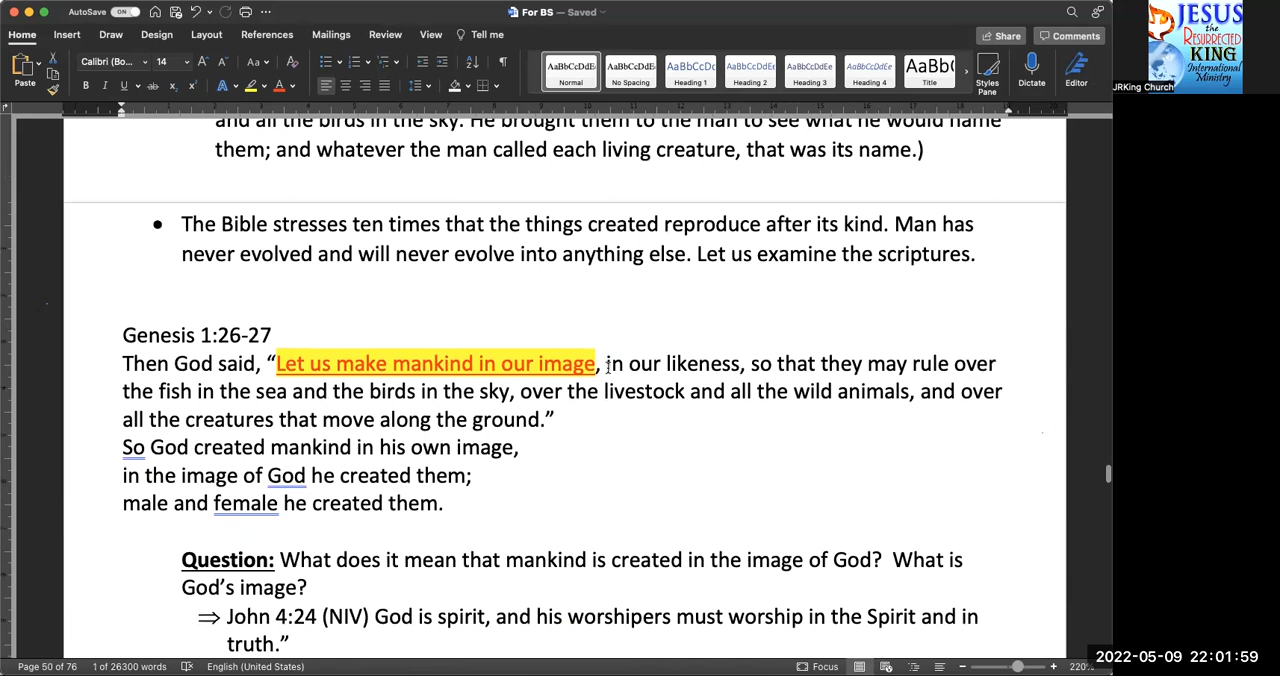 AutoSave ON
For BS — Saved
Home Insert Draw Design Layout References Mailings Review View Tell me
Share Comments
Paste
Calibri (Bo... 14
AaBbCcDdEe AaBbCcDdEe AaBbCcDc AaBbCcDdEe AaBbCcDdEe AaBbCcDdEe AaBb(
Normal No Spacing Heading 1 Heading 2 Heading 3 Heading 4 Title
Styles Pane
Dictate
Editor
and all the birds in the sky. He brought them to the man to see what he would name
them; and whatever the man called each living creature, that was its name.)
• The Bible stresses ten times that the things created reproduce after its kind. Man has
never evolved and will never evolve into anything else. Let us examine the scriptures.
Genesis 1:26-27
Then God said, “Let us make mankind in our image, in our likeness, so that they may rule over
the fish in the sea and the birds in the sky, over the livestock and all the wild animals, and over
all the creatures that move along the ground.”
So God created mankind in his own image,
in the image of God he created them;
male and female he created them.
Question: What does it mean that mankind is created in the image of God?  What is
God’s image?
⇒ John 4:24 (NIV) God is spirit, and his worshipers must worship in the Spirit and in
truth.”
Page 50 of 76 1 of 26300 words English (United States)
Focus
220%
JESUS
the
RESURRECTED
KING
International
Ministry
JRKing Church
2022-05-09 22:01:59